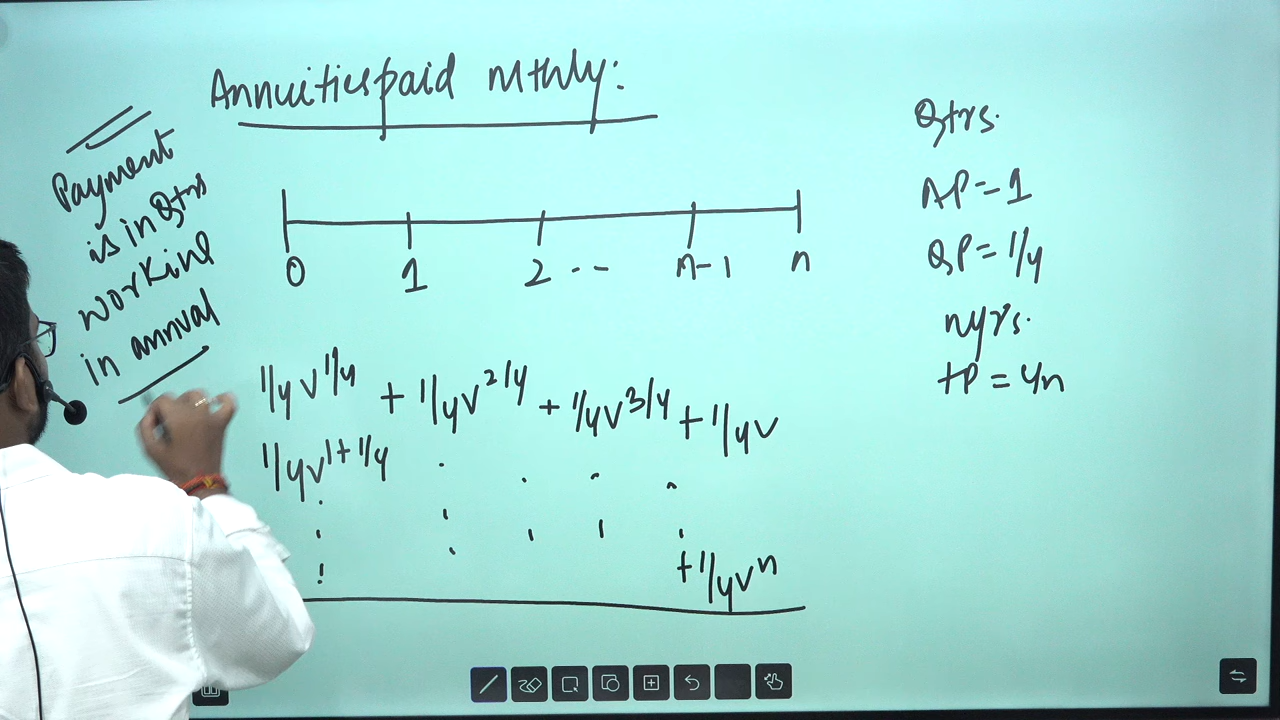 Annuities paid mthly:
Payment
is in Qtrs
working
in annual
0 1 2 .. -- n-1 n
1/4 v^1/4 + 1/4 v^2/4 + 1/4 v^3/4 + 1/4 v
1/4 v^1+1/4 . . . .
. . . . .
+ 1/4 v^n
Qtrs.
AP = 1
QP = 1/4
n yrs.
tP = 4n